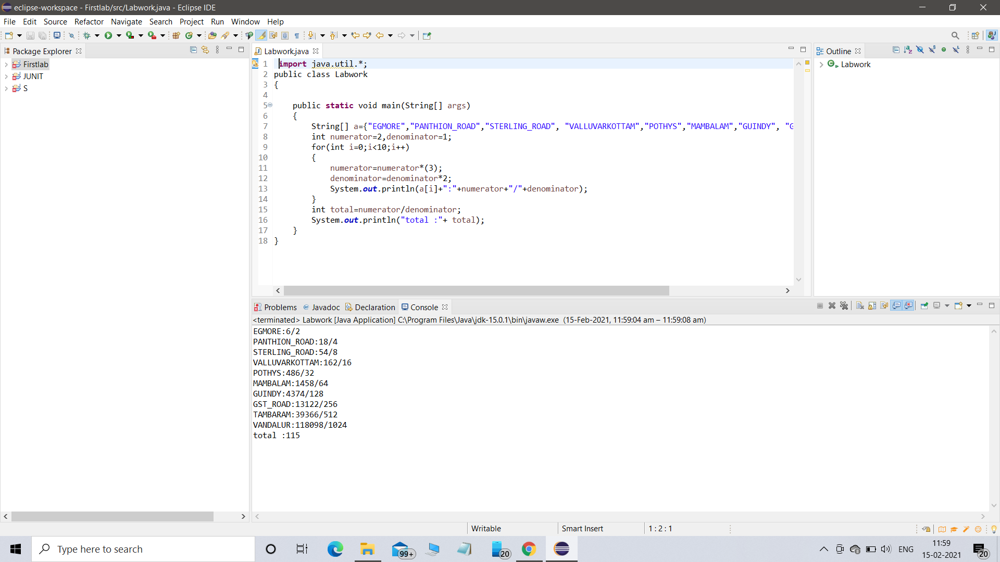 eclipse-workspace - Firstlab/src/Labwork.java - Eclipse IDE
File Edit Source Refactor Navigate Search Project Run Window Help
Package Explorer
Firstlab
JUNIT
S
Labwork.java
1 import java.util.*;
2 public class Labwork
3 {
4
5 public static void main(String[] args)
6 {
7 String[] a={"EGMORE","PANTHION_ROAD","STERLING_ROAD", "VALLUVARKOTTAM","POTHYS","MAMBALAM","GUINDY", "G
8 int numerator=2,denominator=1;
9 for(int i=0;i<10;i++)
10 {
11 numerator=numerator*(3);
12 denominator=denominator*2;
13 System.out.println(a[i]+":"+numerator+"/"+denominator);
14 }
15 int total=numerator/denominator;
16 System.out.println("total :"+ total);
17 }
18 }
Outline
Labwork
Problems @ Javadoc Declaration Console
<terminated> Labwork [Java Application] C:\Program Files\Java\jdk-15.0.1\bin\javaw.exe (15-Feb-2021, 11:59:04 am – 11:59:08 am)
EGMORE:6/2
PANTHION_ROAD:18/4
STERLING_ROAD:54/8
VALLUVARKOTTAM:162/16
POTHYS:486/32
MAMBALAM:1458/64
GUINDY:4374/128
GST_ROAD:13122/256
TAMBARAM:39366/512
VANDALUR:118098/1024
total :115
Writable Smart Insert 1 : 2 : 1
Type here to search
99+
20
ENG
11:59
15-02-2021
20